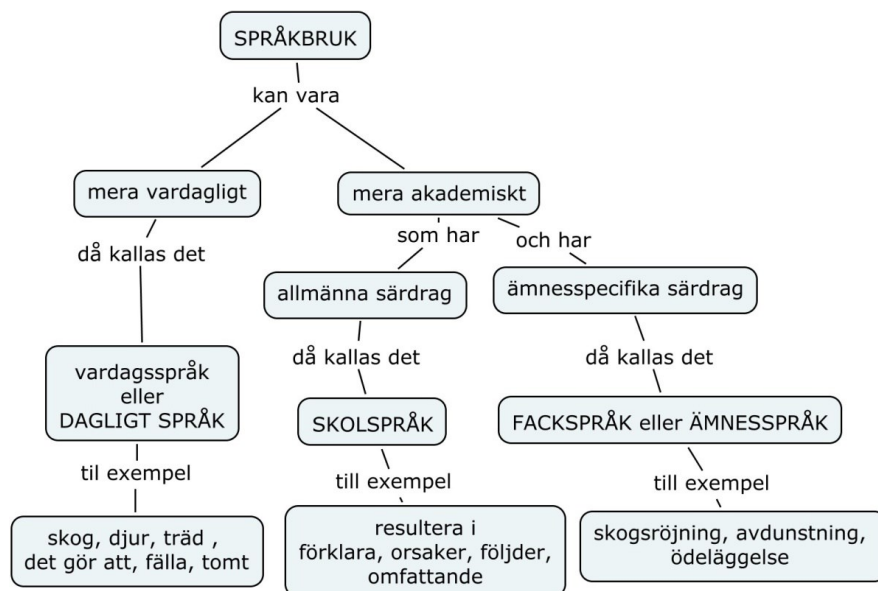 SPRÅKBRUK
kan vara
mera vardagligt
mera akademiskt
som har
och har
då kallas det
allmänna särdrag
ämnesspecifika särdrag
då kallas det
då kallas det
vardagsspråk
eller
DAGLIGT SPRÅK
SKOLSPRÅK
FACKSPRÅK eller ÄMNESSPRÅK
til exempel
till exempel
till exempel
skog, djur, träd ,
det gör att, fälla, tomt
resultera i
förklara, orsaker, följder,
omfattande
skogsröjning, avdunstning,
ödeläggelse